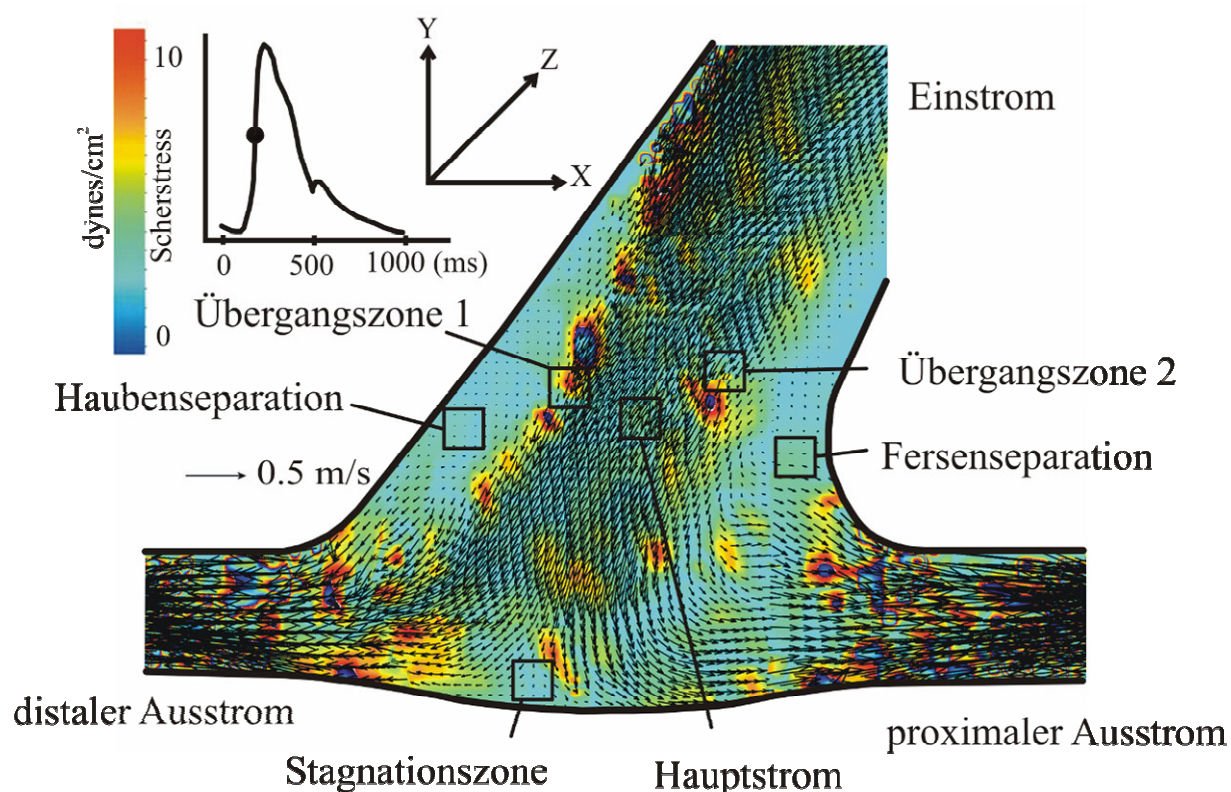 10
0
dynes/cm²
Scherstress
0
500
1000 (ms)
Y
Z
X
Einstrom
Übergangszone 1
Haubenseparation
0.5 m/s
Übergangszone 2
Fersenseparation
distaler Ausstrom
proximaler Ausstrom
Stagnationszone
Hauptstrom